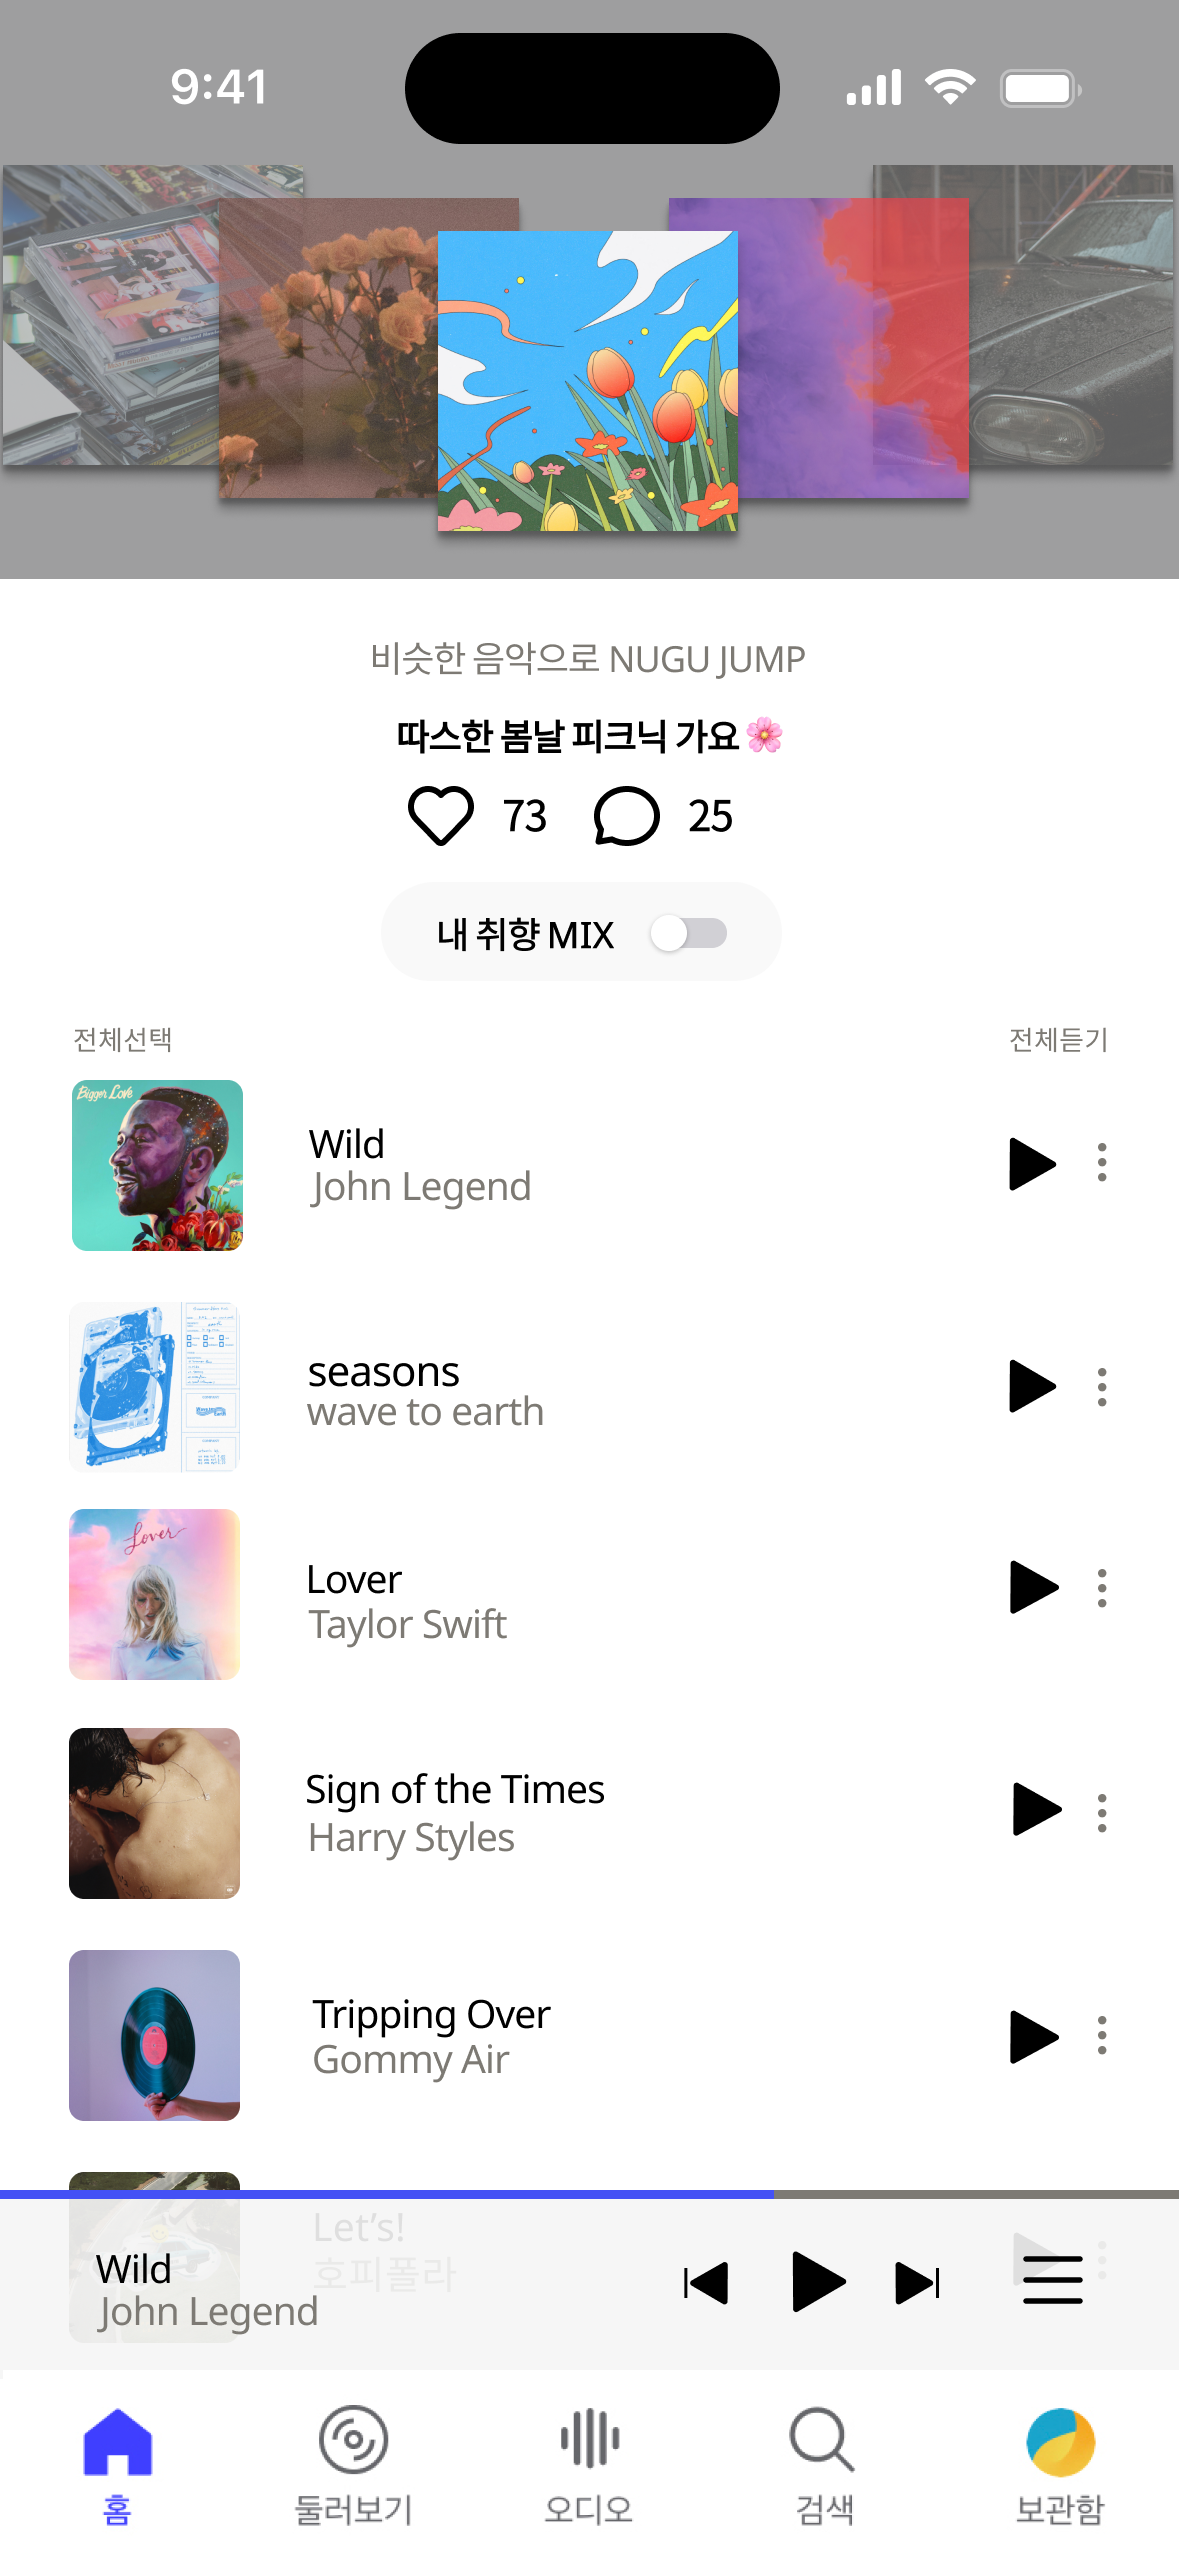 9:41
비슷한 음악으로 NUGU JUMP
따스한 봄날 피크닉 가요🌸
73 25
내 취향 MIX
전체선택 전체듣기
Bigger Love
Wild
John Legend
seasons
wave to earth
Lover
Lover
Taylor Swift
Sign of the Times
Harry Styles
Tripping Over
Gommy Air
Let's!
호피폴라
Wild
John Legend
홈 둘러보기 오디오 검색 보관함